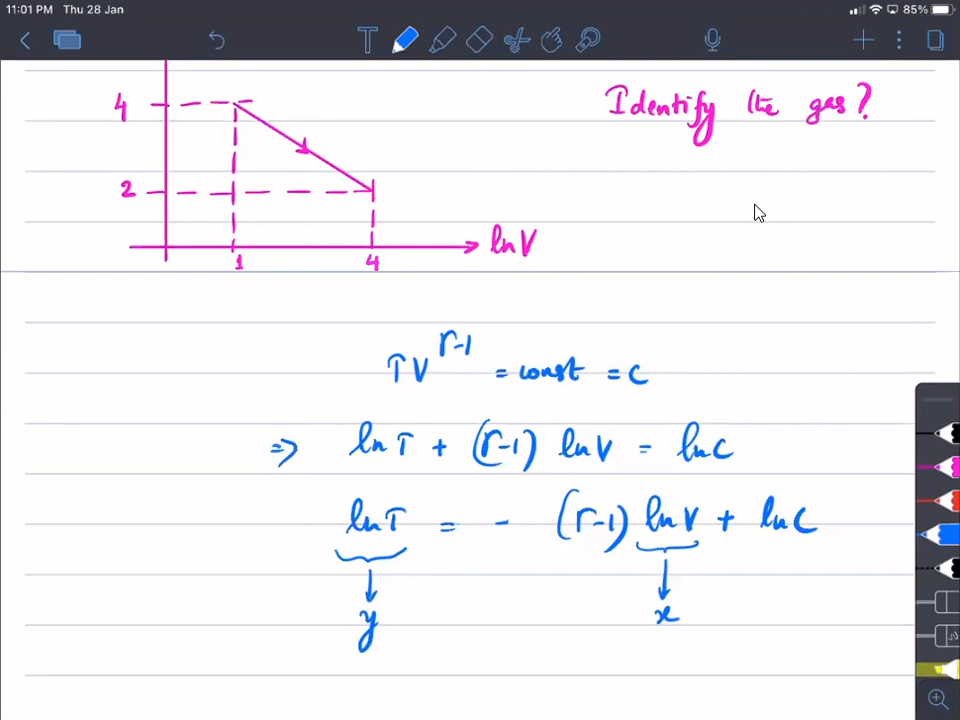 11:01 PM Thu 28 Jan 85%
T
4 Identify the gas?
2
ln V
1 4
TV^(r-1) = const = C
=> ln T + (r-1) ln V = ln C
ln T = - (r-1) ln V + ln C
y x